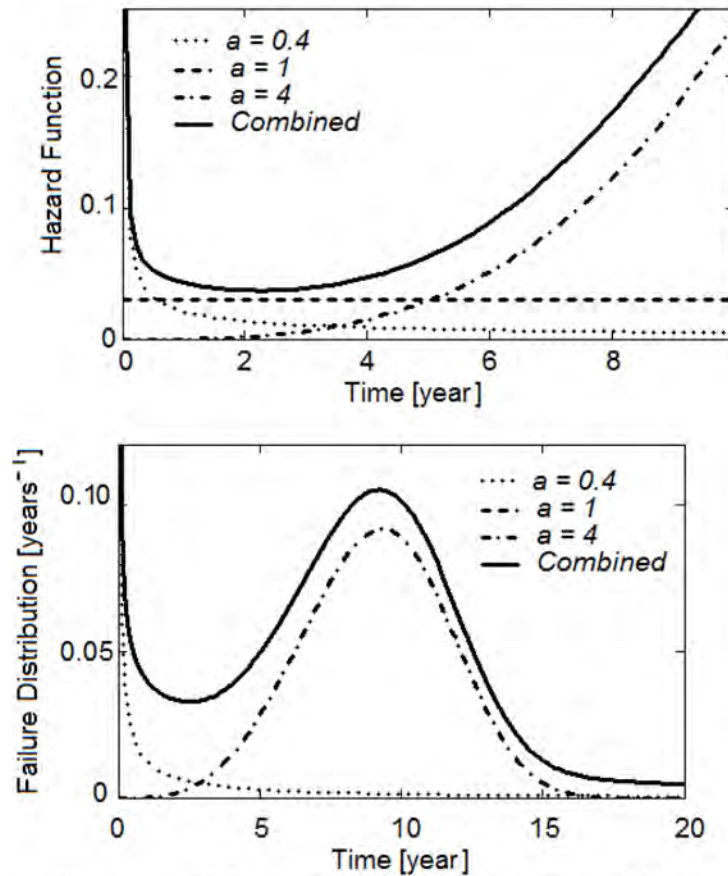 Hazard Function
0.2
0.1
0
a = 0.4
a = 1
a = 4
Combined
0 2 4 6 8
Time [year]
Failure Distribution [years⁻¹]
0.10
0.05
0
a = 0.4
a = 1
a = 4
Combined
0 5 10 15 20
Time [year]